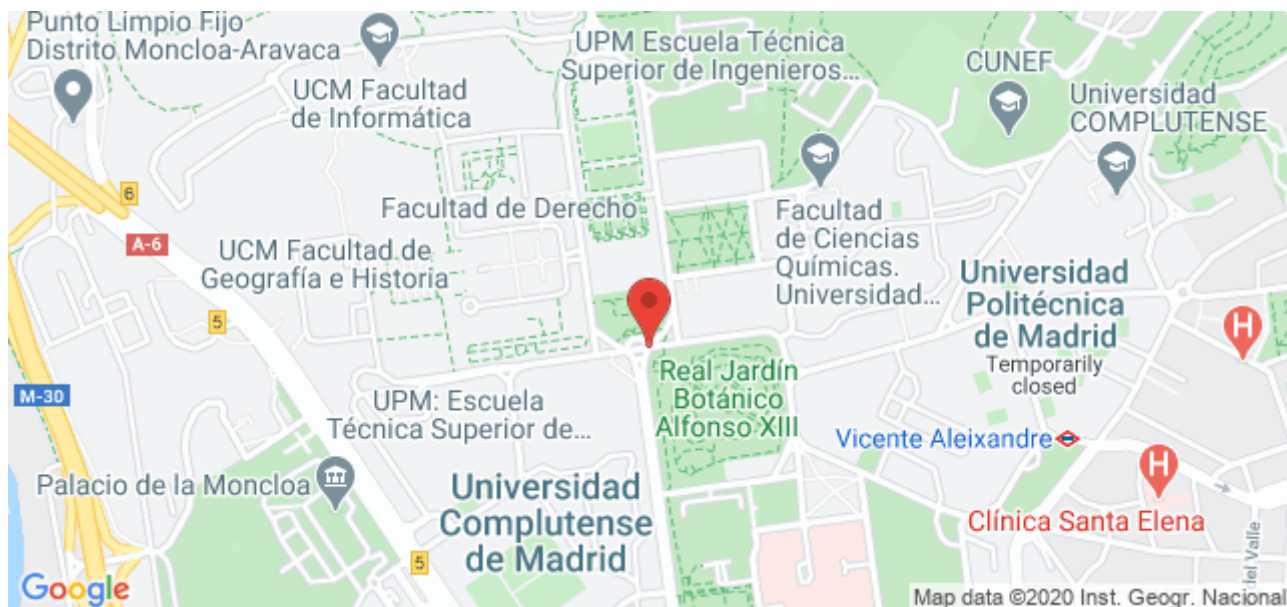 Punto Limpio Fijo
Distrito Moncloa-Aravaca
UPM Escuela Técnica
Superior de Ingenieros...
CUNEF
UCM Facultad
de Informática
Universidad
COMPLUTENSE
6
A-6
Facultad de Derecho
Facultad
de Ciencias
Químicas.
Universidad...
UCM Facultad de
Geografía e Historia
Universidad
Politécnica
de Madrid
Temporarily
closed
5
H
M-30
Real Jardín
Botánico
Alfonso XIII
UPM: Escuela
Técnica Superior de...
Vicente Aleixandre
H
Palacio de la Moncloa
Universidad
Complutense
de Madrid
Clínica Santa Elena
5
del Valle
Google
Map data ©2020 Inst. Geogr. Nacional